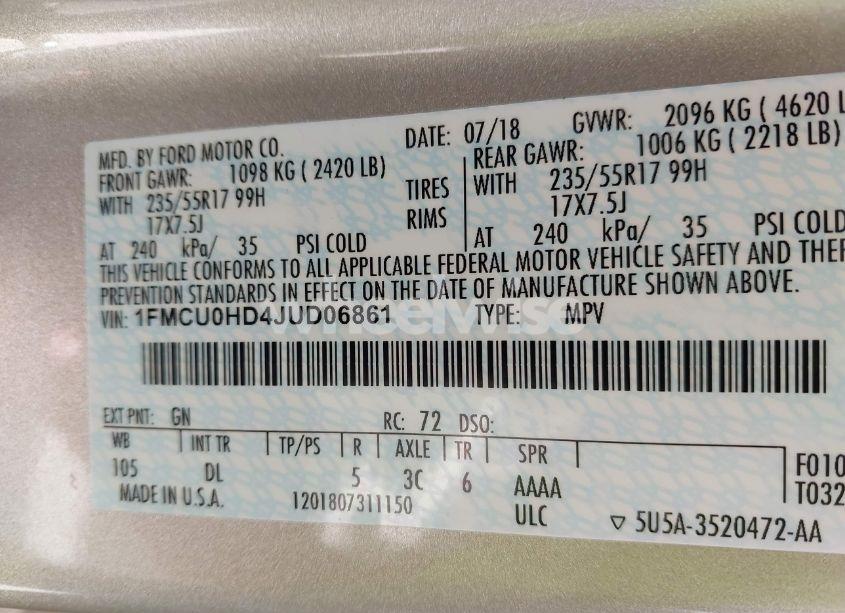 MFD. BY FORD MOTOR CO. DATE: 07/18 GVWR: 2096 KG ( 4620 L
FRONT GAWR: 1098 KG ( 2420 LB) REAR GAWR: 1006 KG ( 2218 LB)
WITH 235/55R17 99H TIRES WITH 235/55R17 99H
17X7.5J RIMS 17X7.5J
AT 240 kPa/ 35 PSI COLD AT 240 kPa/ 35 PSI COLD
THIS VEHICLE CONFORMS TO ALL APPLICABLE FEDERAL MOTOR VEHICLE SAFETY AND THEF
PREVENTION STANDARDS IN EFFECT ON THE DATE OF MANUFACTURE SHOWN ABOVE.
VIN: 1FMCU0HD4JUD06861 TYPE: MPV
EXT PNT: GN RC: 72 DSO:
WB INT TR TP/PS R AXLE TR SPR
105 DL 5 3C 6 AAAA F010
MADE IN U.S.A. 1201807311150 ULC T032
▽ 5U5A-3520472-AA